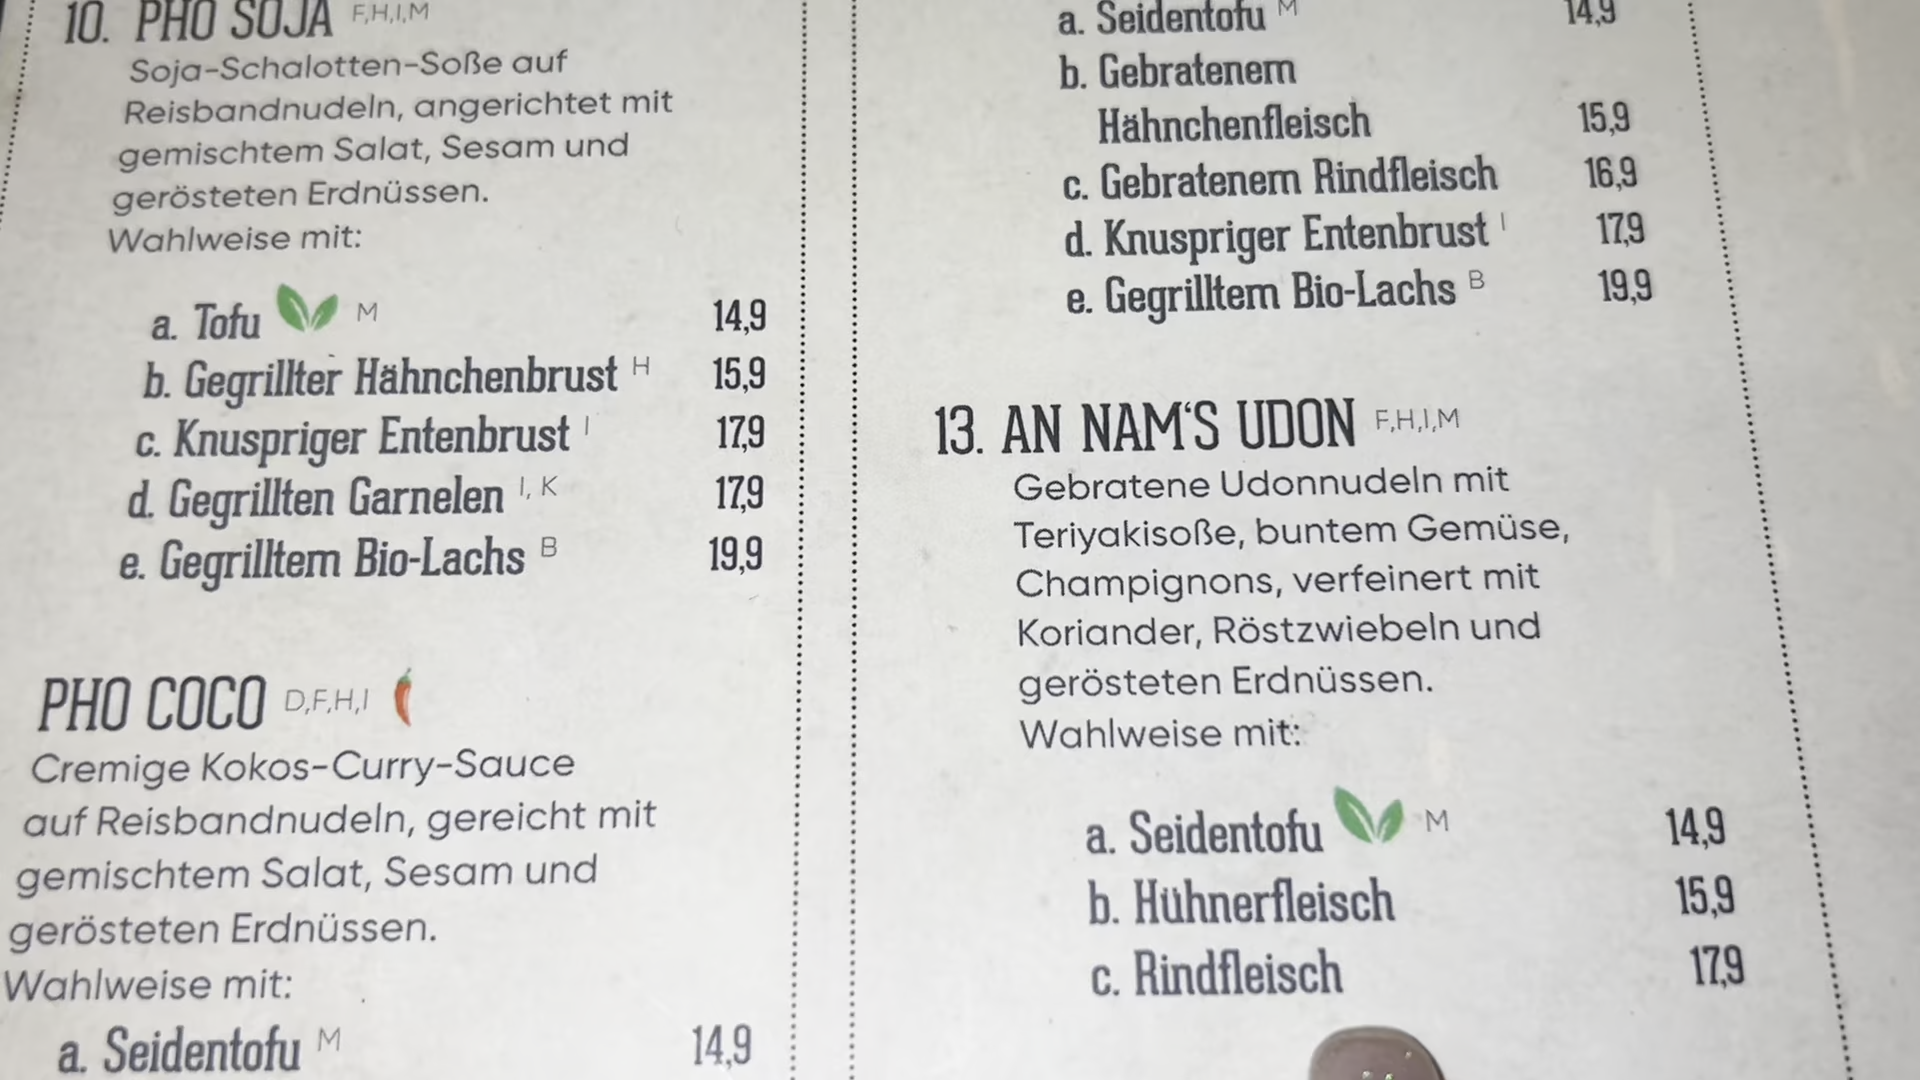 10. PHO SOJA F,H,I,M
Soja-Schalotten-Soße auf
Reisbandnudeln, angerichtet mit
gemischtem Salat, Sesam und
gerösteten Erdnüssen.
Wahlweise mit:
a. Tofu M 14,9
b. Gegrillter Hähnchenbrust H 15,9
c. Knuspriger Entenbrust I 17,9
d. Gegrillten Garnelen I, K 17,9
e. Gegrilltem Bio-Lachs B 19,9
PHO COCO D,F,H,I
Cremige Kokos-Curry-Sauce
auf Reisbandnudeln, gereicht mit
gemischtem Salat, Sesam und
gerösteten Erdnüssen.
Wahlweise mit:
a. Seidentofu M 14,9
a. Seidentofu M 14,9
b. Gebratenem
Hähnchenfleisch 15,9
c. Gebratenem Rindfleisch 16,9
d. Knuspriger Entenbrust I 17,9
e. Gegrilltem Bio-Lachs B 19,9
13. AN NAM‘S UDON F,H,I,M
Gebratene Udonnudeln mit
Teriyakisoße, buntem Gemüse,
Champignons, verfeinert mit
Koriander, Röstzwiebeln und
gerösteten Erdnüssen.
Wahlweise mit:
a. Seidentofu M 14,9
b. Hühnerfleisch 15,9
c. Rindfleisch 17,9